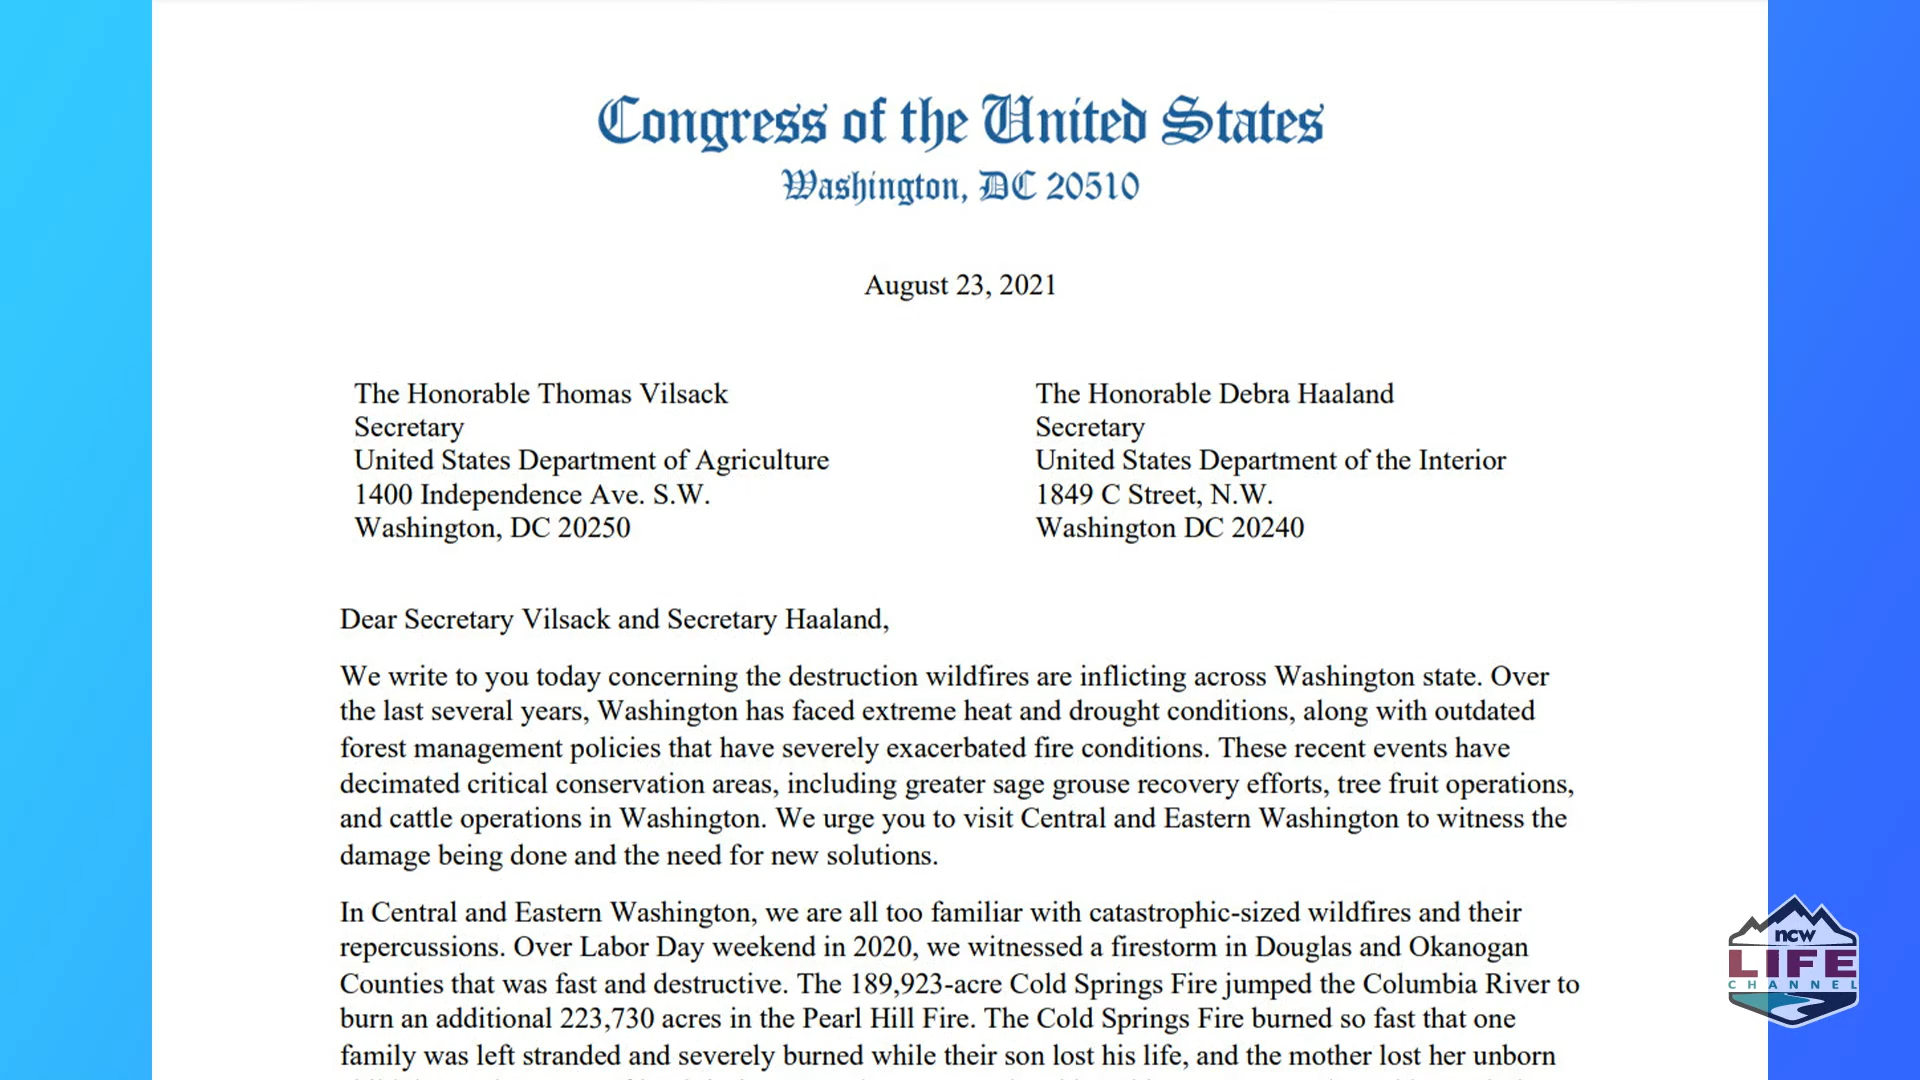 Congress of the United States
Washington, DC 20510
August 23, 2021
The Honorable Thomas Vilsack
Secretary
United States Department of Agriculture
1400 Independence Ave. S.W.
Washington, DC 20250
The Honorable Debra Haaland
Secretary
United States Department of the Interior
1849 C Street, N.W.
Washington DC 20240
Dear Secretary Vilsack and Secretary Haaland,
We write to you today concerning the destruction wildfires are inflicting across Washington state. Over
the last several years, Washington has faced extreme heat and drought conditions, along with outdated
forest management policies that have severely exacerbated fire conditions. These recent events have
decimated critical conservation areas, including greater sage grouse recovery efforts, tree fruit operations,
and cattle operations in Washington. We urge you to visit Central and Eastern Washington to witness the
damage being done and the need for new solutions.
In Central and Eastern Washington, we are all too familiar with catastrophic-sized wildfires and their
repercussions. Over Labor Day weekend in 2020, we witnessed a firestorm in Douglas and Okanogan
Counties that was fast and destructive. The 189,923-acre Cold Springs Fire jumped the Columbia River to
burn an additional 223,730 acres in the Pearl Hill Fire. The Cold Springs Fire burned so fast that one
family was left stranded and severely burned while their son lost his life, and the mother lost her unborn
ncw
LIFE
CHANNEL